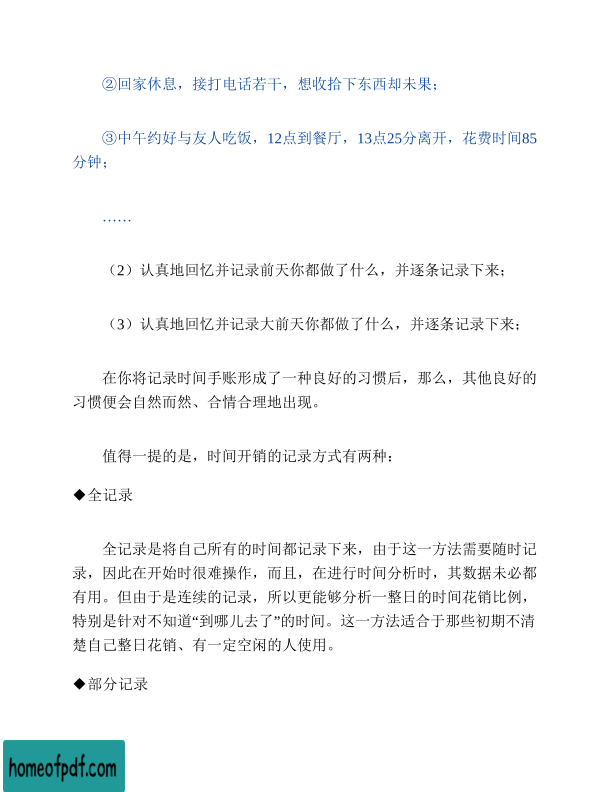 ②回家休息，接打电话若干，想收拾下东西却未果；
③中午约好与友人吃饭，12点到餐厅，13点25分离开，花费时间85
分钟；
……
（2）认真地回忆并记录前天你都做了什么，并逐条记录下来；
（3）认真地回忆并记录大前天你都做了什么，并逐条记录下来；
在你将记录时间手账形成了一种良好的习惯后，那么，其他良好的
习惯便会自然而然、合情合理地出现。
值得一提的是，时间开销的记录方式有两种：
◆全记录
全记录是将自己所有的时间都记录下来，由于这一方法需要随时记
录，因此在开始时很难操作，而且，在进行时间分析时，其数据未必都
有用。但由于是连续的记录，所以更能够分析一整日的时间花销比例，
特别是针对不知道“到哪儿去了”的时间。这一方法适合于那些初期不清
楚自己整日花销、有一定空闲的人使用。
◆部分记录
homeofpdf.com